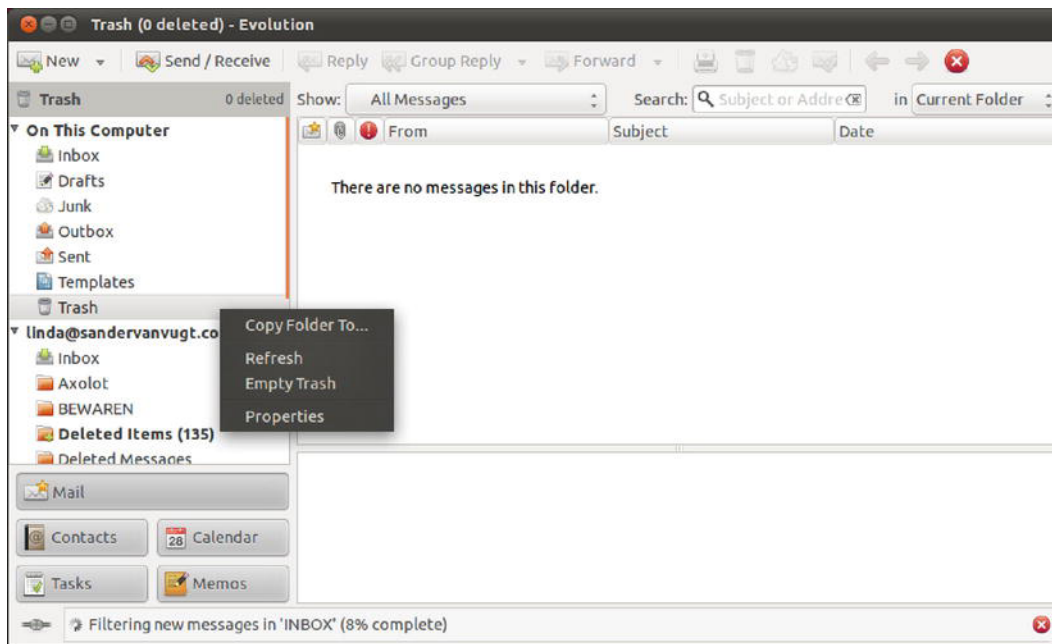 Trash (0 deleted) - Evolution
New Send / Receive Reply Group Reply Forward
Trash 0 deleted Show: All Messages Search: Subject or Addre in Current Folder
On This Computer
From Subject Date
Inbox
Drafts
There are no messages in this folder.
Junk
Outbox
Sent
Templates
Trash
Copy Folder To...
linda@sandervanvugt.co
Inbox
Refresh
Axolot
Empty Trash
BEWAREN
Properties
Deleted Items (135)
Deleted Messages
Mail
Contacts 28 Calendar
Tasks Memos
Filtering new messages in 'INBOX' (8% complete)